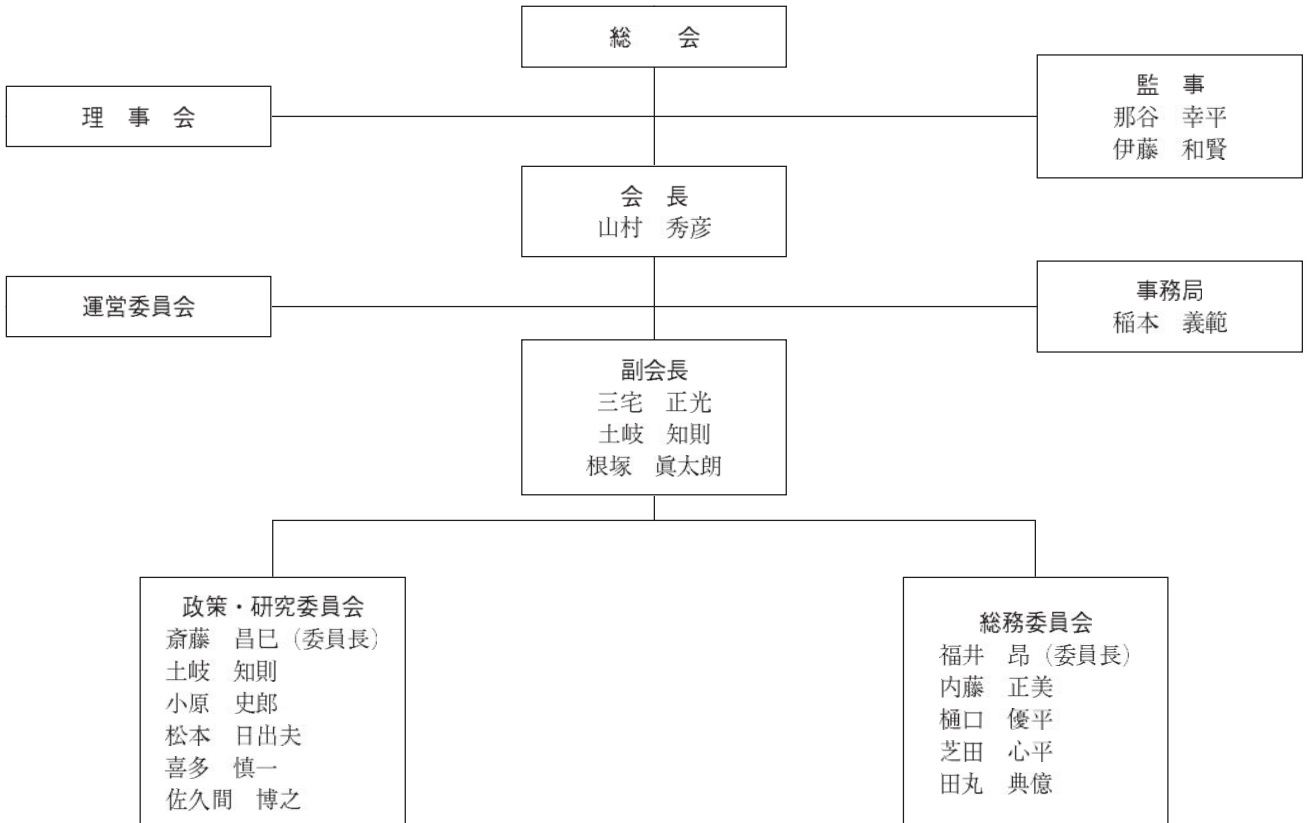 総　会
理　事　会
監　事
那谷　幸平
伊藤　和賢
会　長
山村　秀彦
運営委員会
事務局
稲本　義範
副会長
三宅　正光
土岐　知則
根塚　眞太朗
政策・研究委員会
斎藤　昌巳（委員長）
土岐　知則
小原　史郎
松本　日出夫
喜多　慎一
佐久間　博之
総務委員会
福井　昂（委員長）
内藤　正美
樋口　優平
芝田　心平
田丸　典億